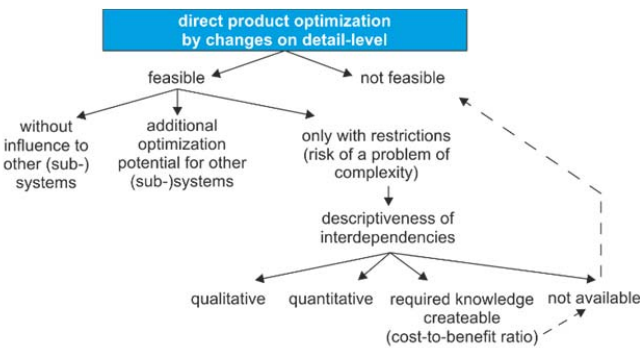 direct product optimization
by changes on detail-level
feasible
not feasible
without
influence to
other (sub-)
systems
additional
optimization
potential for other
(sub-)systems
only with restrictions
(risk of a problem of
complexity)
descriptiveness of
interdependencies
qualitative
quantitative
required knowledge
createable
(cost-to-benefit ratio)
not available